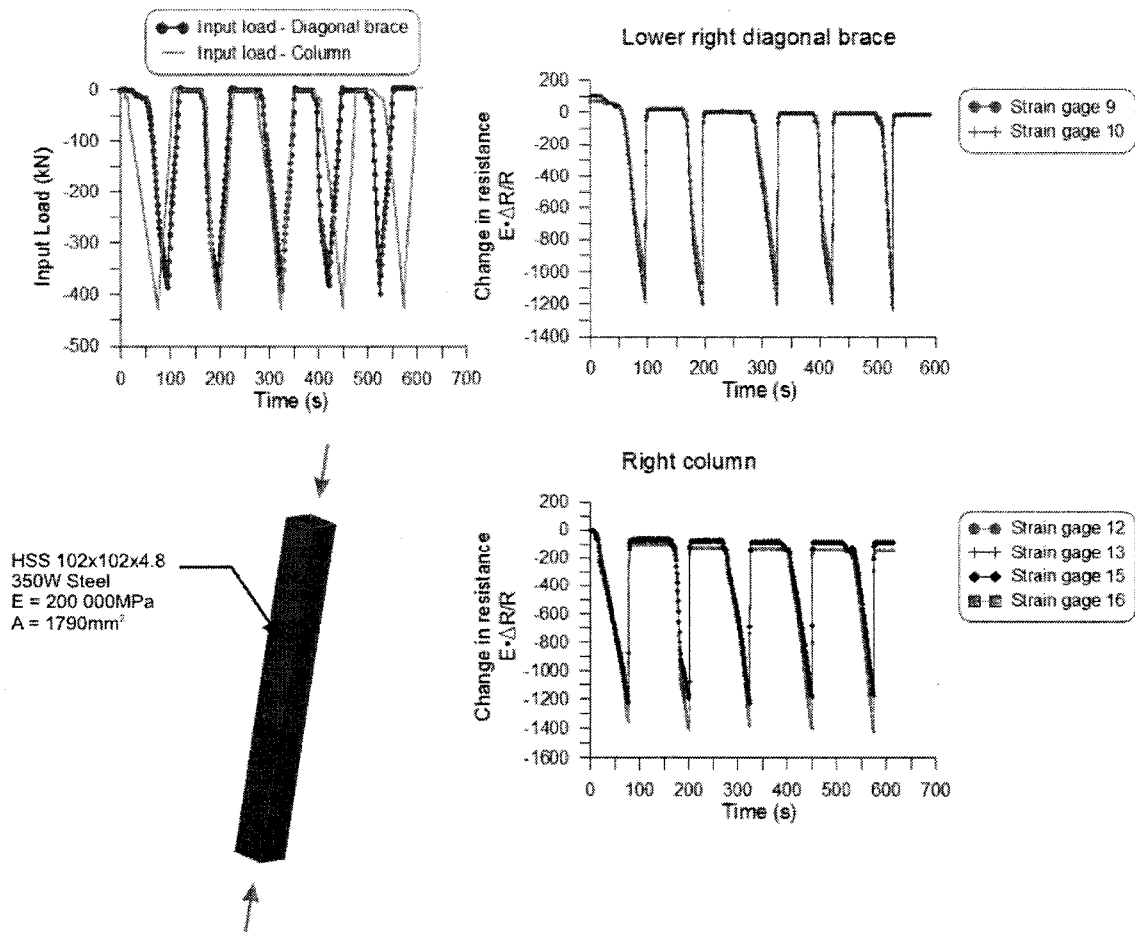 Input load - Diagonal brace
Input load - Column
0
-100
-200
-300
-400
-500
Input Load (kN)
0 100 200 300 400 500 600 700
Time (s)
Lower right diagonal brace
200
0
-200
-400
-600
-800
-1000
-1200
-1400
Change in resistance
E•ΔR/R
0 100 200 300 400 500 600
Time (s)
Strain gage 9
Strain gage 10
HSS 102x102x4.8
350W Steel
E = 200 000MPa
A = 1790mm²
Right column
200
0
-200
-400
-600
-800
-1000
-1200
-1400
-1600
Change in resistance
E•ΔR/R
0 100 200 300 400 500 600 700
Time (s)
Strain gage 12
Strain gage 13
Strain gage 15
Strain gage 16